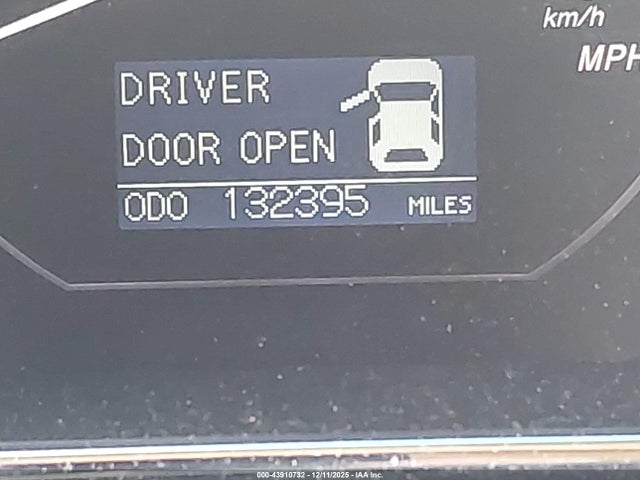 km/h
MPH
DRIVER
DOOR OPEN
ODO 132395 MILES
000-43910732 - 12/11/2025 - IAA Inc.